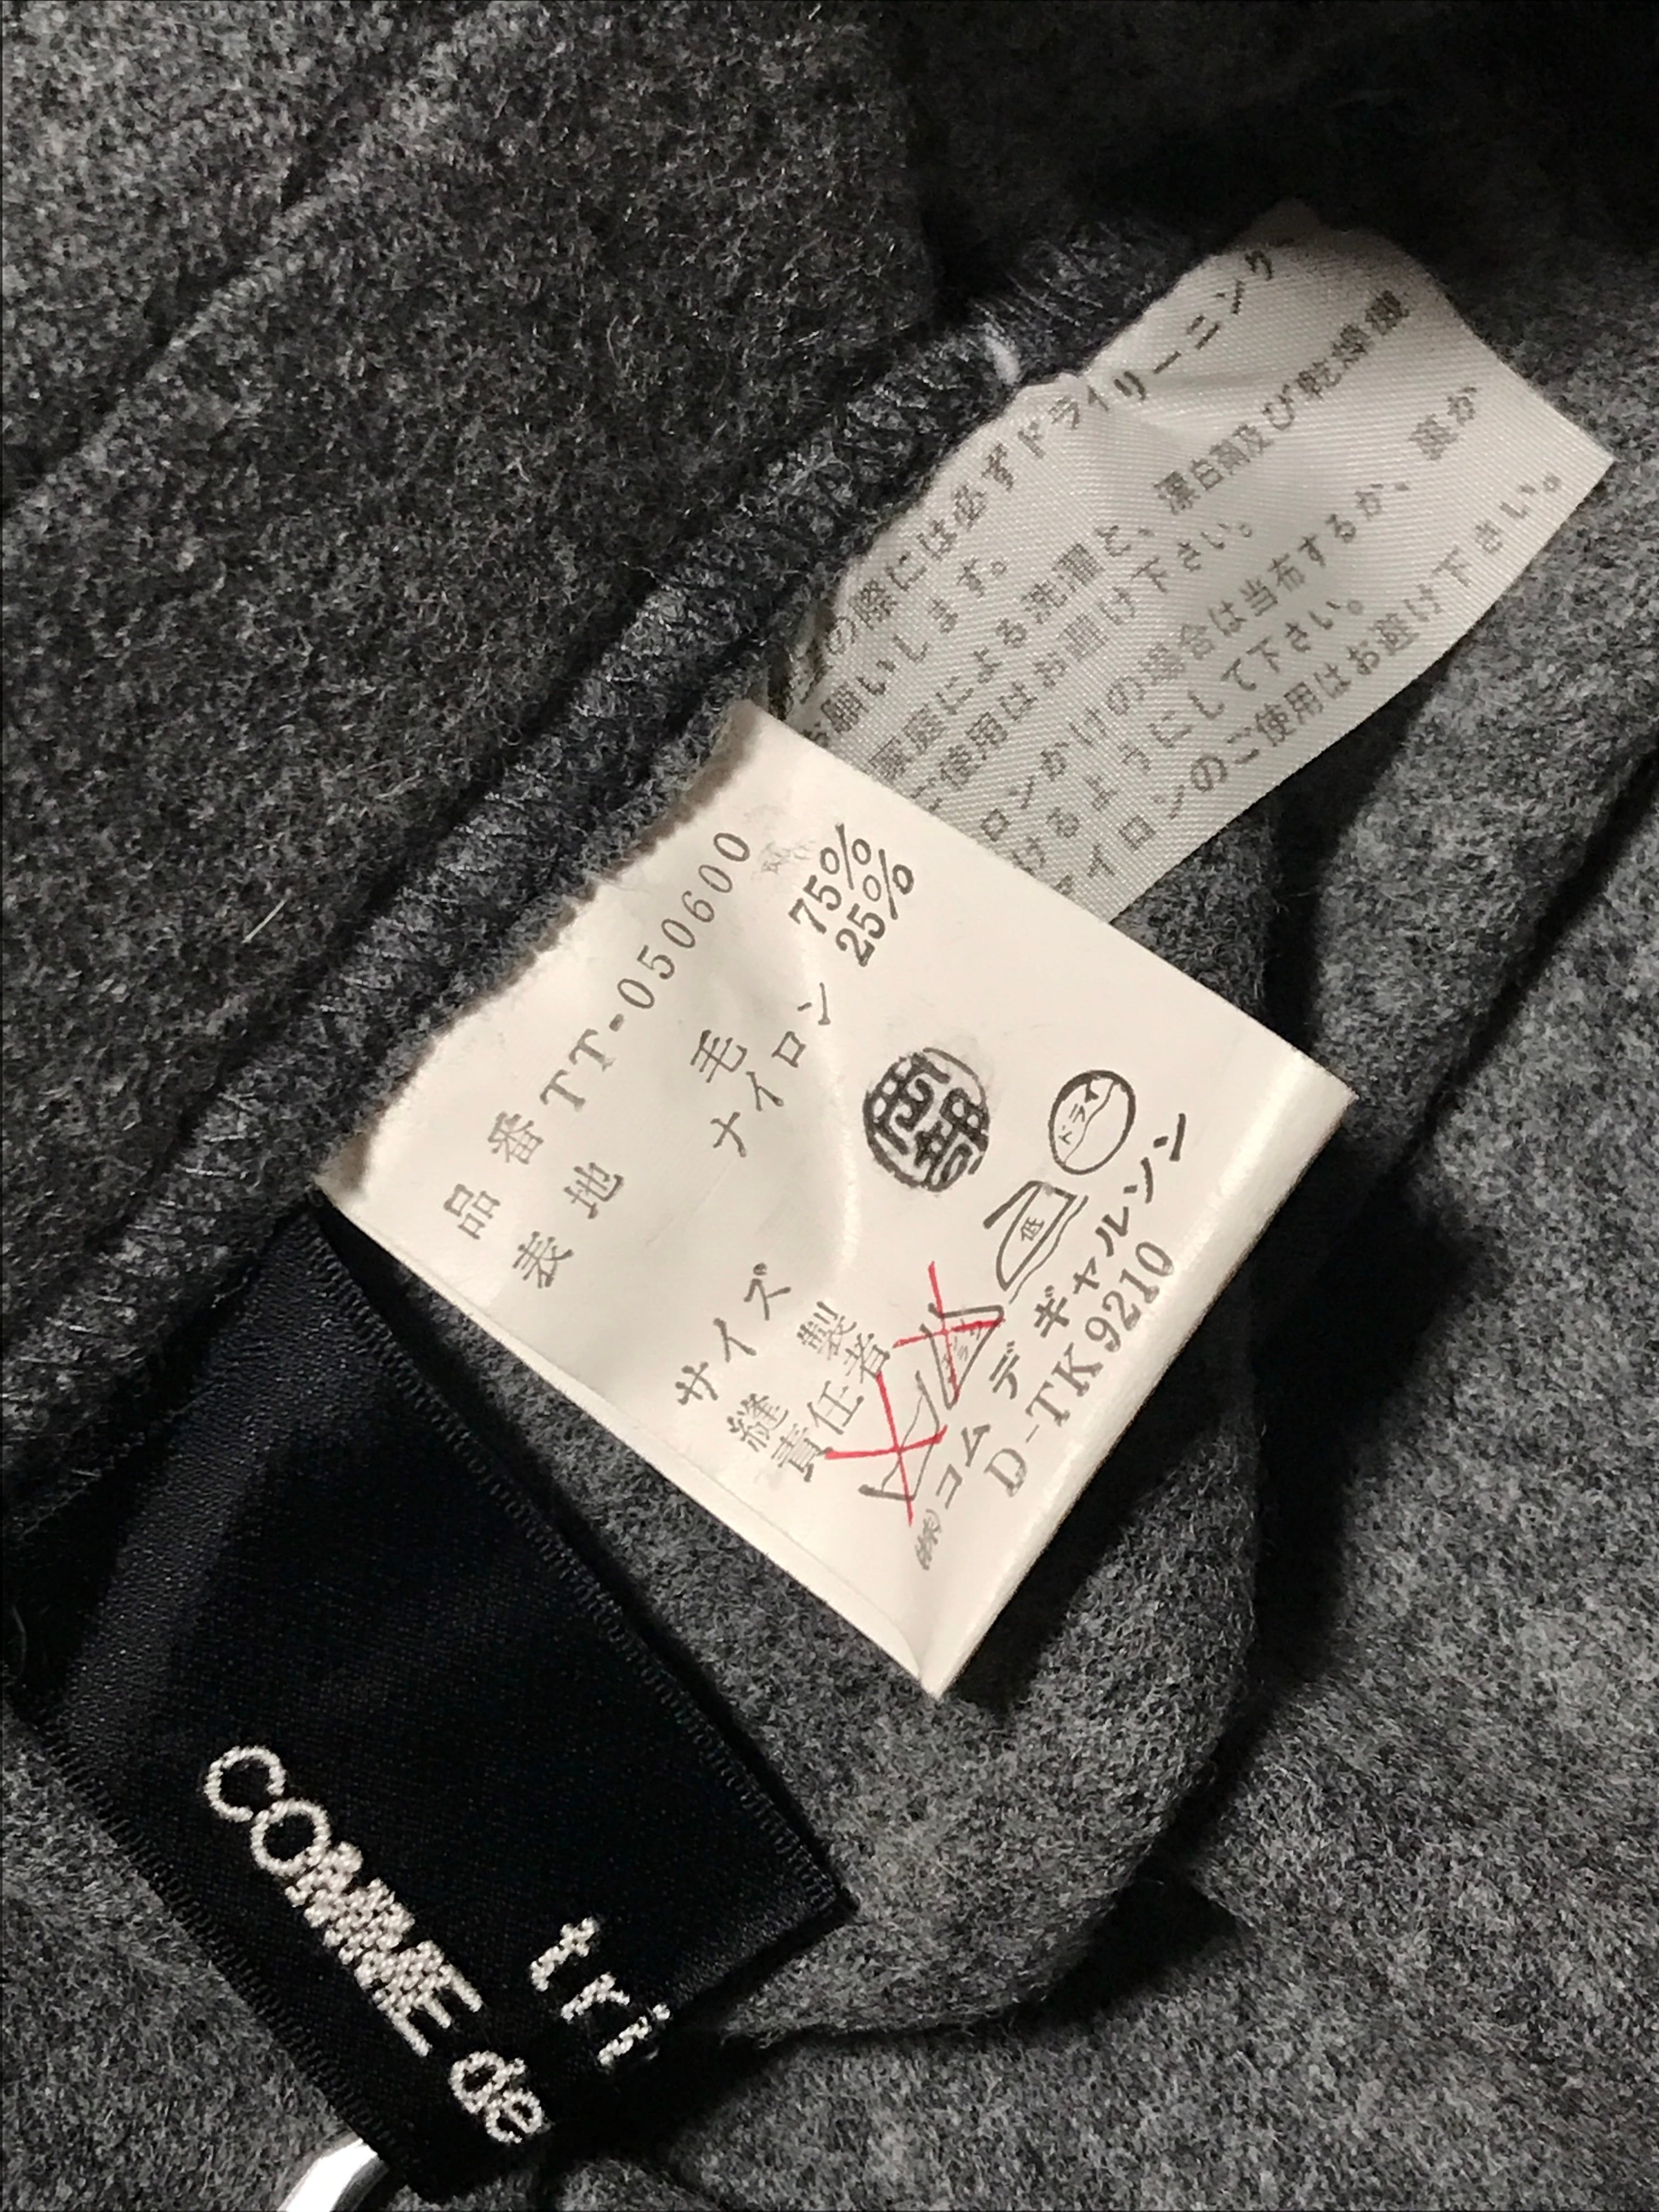 の際には必ずドライリーニング
お願いします。
家庭による洗濯と、漂白剤及び乾燥機
ご使用はお避け下さい。
ロンかけの場合は当布するか、裏か
けるようにして下さい。
アイロンのご使用はお避け下さい。
品番 TT-050600
表地 毛 75%
ナイロン 25%
サイズ
縫製
責任者
ドライ
低
(株)コム デ ギャルソン
D-TK9210
tri
COMME de